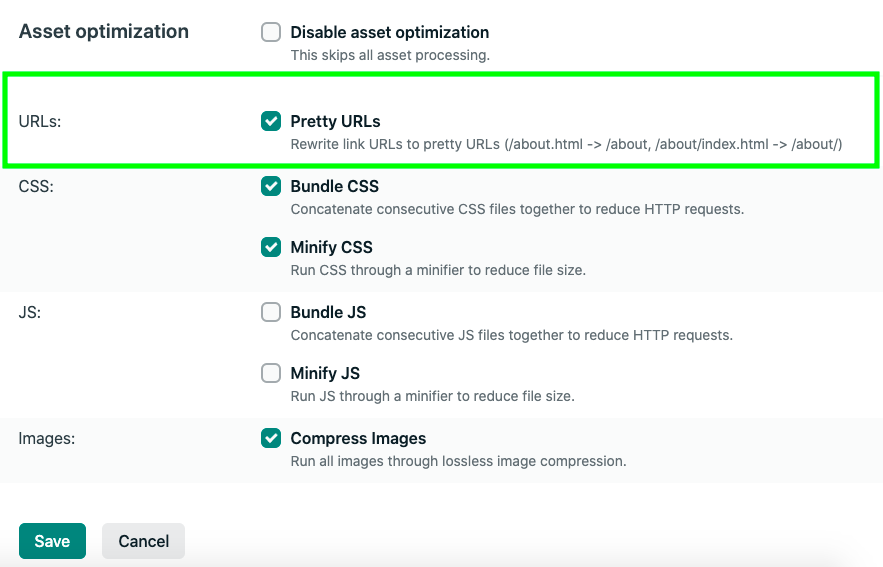 Asset optimization
Disable asset optimization
This skips all asset processing.
URLs:
Pretty URLs
Rewrite link URLs to pretty URLs (/about.html -> /about, /about/index.html -> /about/)
CSS:
Bundle CSS
Concatenate consecutive CSS files together to reduce HTTP requests.
Minify CSS
Run CSS through a minifier to reduce file size.
JS:
Bundle JS
Concatenate consecutive JS files together to reduce HTTP requests.
Minify JS
Run JS through a minifier to reduce file size.
Images:
Compress Images
Run all images through lossless image compression.
Save
Cancel